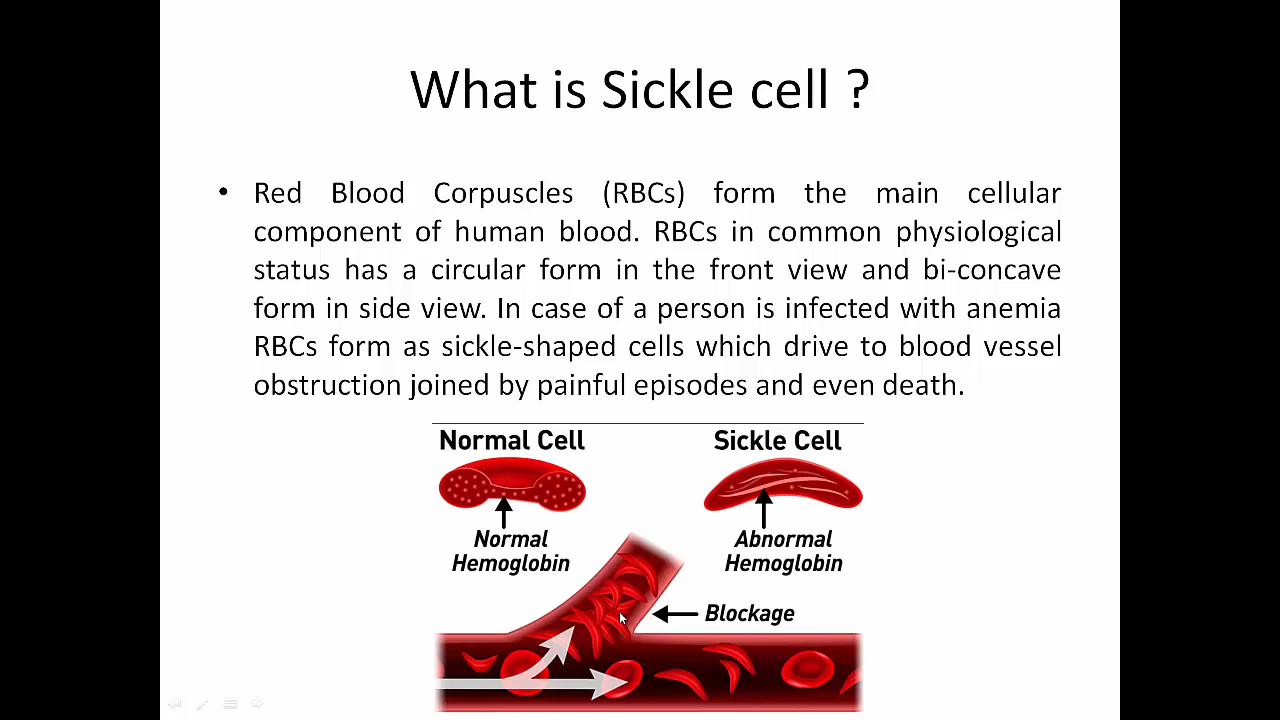 What is Sickle cell ?
• Red Blood Corpuscles (RBCs) form the main cellular
component of human blood. RBCs in common physiological
status has a circular form in the front view and bi-concave
form in side view. In case of a person is infected with anemia
RBCs form as sickle-shaped cells which drive to blood vessel
obstruction joined by painful episodes and even death.
Normal Cell
Sickle Cell
Normal
Hemoglobin
Abnormal
Hemoglobin
Blockage